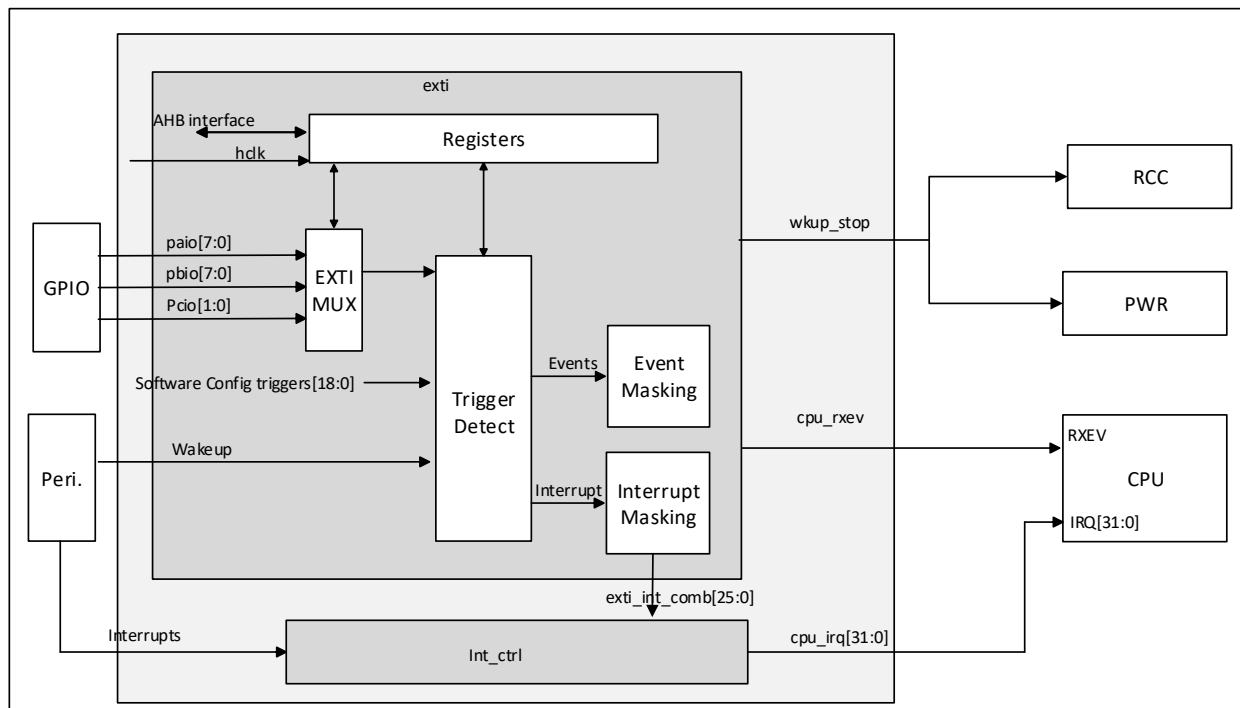 exti
AHB interface
Registers
hclk
RCC
wkup_stop
paio[7:0]
pbio[7:0]
Pcio[1:0]
GPIO
EXTI
MUX
PWR
Events
Event
Masking
Software Config triggers[18:0]
Trigger
Detect
cpu_rxev
RXEV
Wakeup
Peri.
CPU
Interrupt
Interrupt
Masking
IRQ[31:0]
exti_int_comb[25:0]
Interrupts
Int_ctrl
cpu_irq[31:0]